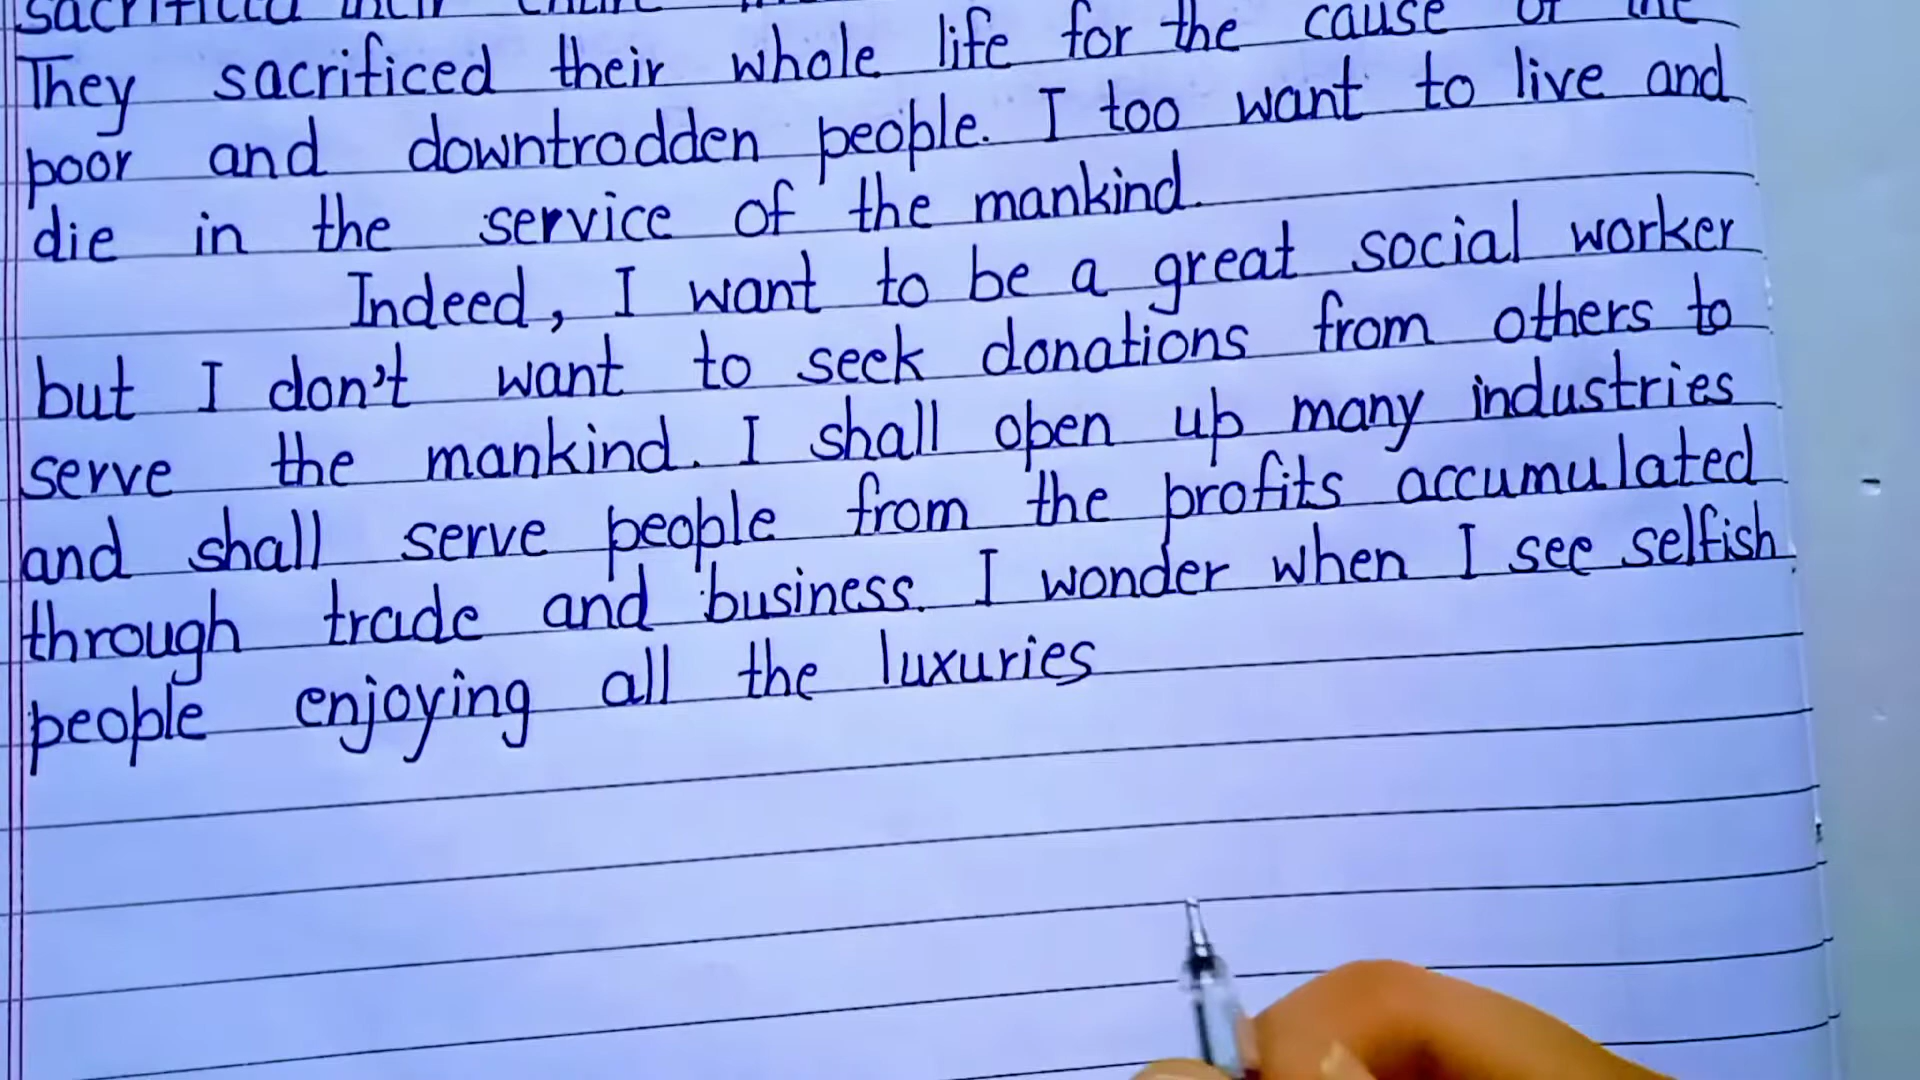 sacrificed their entire
They sacrificed their whole life for the cause of the
poor and downtrodden people. I too want to live and
die in the service of the mankind.
Indeed, I want to be a great social worker
but I don't want to seek donations from others to
serve the mankind. I shall open up many industries
and shall serve people from the profits accumulated
through trade and business. I wonder when I see selfish
people enjoying all the luxuries